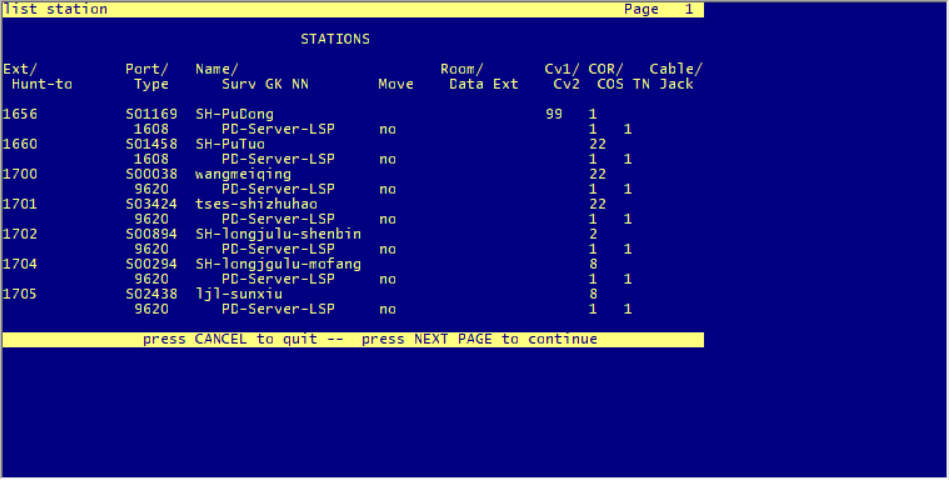 list station Page 1
STATIONS
Ext/ Port/ Name/ Room/ Cv1/ COR/ Cable/
Hunt-to Type Surv GK NN Move Data Ext Cv2 COS TN Jack
1656 S01169 SH-PuDong 99 1
1608 PD-Server-LSP no 1 1
1660 S01458 SH-PuTuo 22
1608 PD-Server-LSP no 1 1
1700 S00038 wangmeiqing 22
9620 PD-Server-LSP no 1 1
1701 S03424 tses-shizhuhao 22
9620 PD-Server-LSP no 1 1
1702 S00894 SH-longjulu-shenbin 2
9620 PD-Server-LSP no 1 1
1704 S00294 SH-longjgulu-mofang 8
9620 PD-Server-LSP no 1 1
1705 S02438 ljl-sunxiu 8
9620 PD-Server-LSP no 1 1
press CANCEL to quit -- press NEXT PAGE to continue